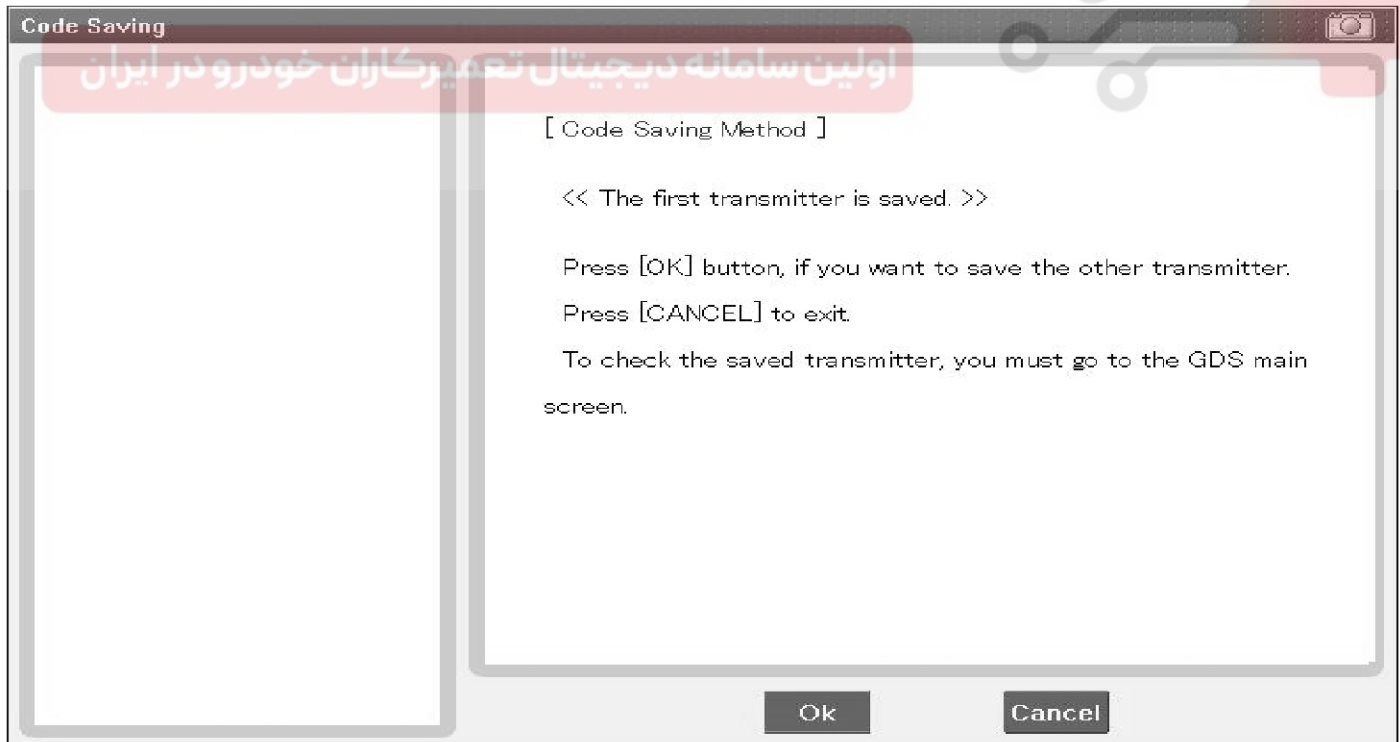 Code Saving
اولین سامانه دیجیتال تعمیرکاران خودرو در ایران
[ Code Saving Method ]
<< The first transmitter is saved. >>
Press [OK] button, if you want to save the other transmitter.
Press [CANCEL] to exit.
To check the saved transmitter, you must go to the GDS main
screen.
Ok
Cancel